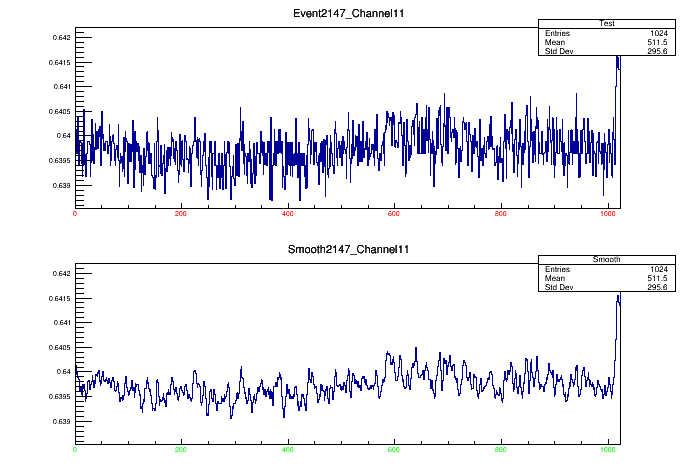 Event2147_Channel11
Test
Entries 1024
Mean 511.5
Std Dev 295.6
0.642
0.6415
0.641
0.6405
0.64
0.6395
0.639
0 200 400 600 800 1000
Smooth2147_Channel11
Smooth
Entries 1024
Mean 511.5
Std Dev 295.6
0.642
0.6415
0.641
0.6405
0.64
0.6395
0.639
0 200 400 600 800 1000